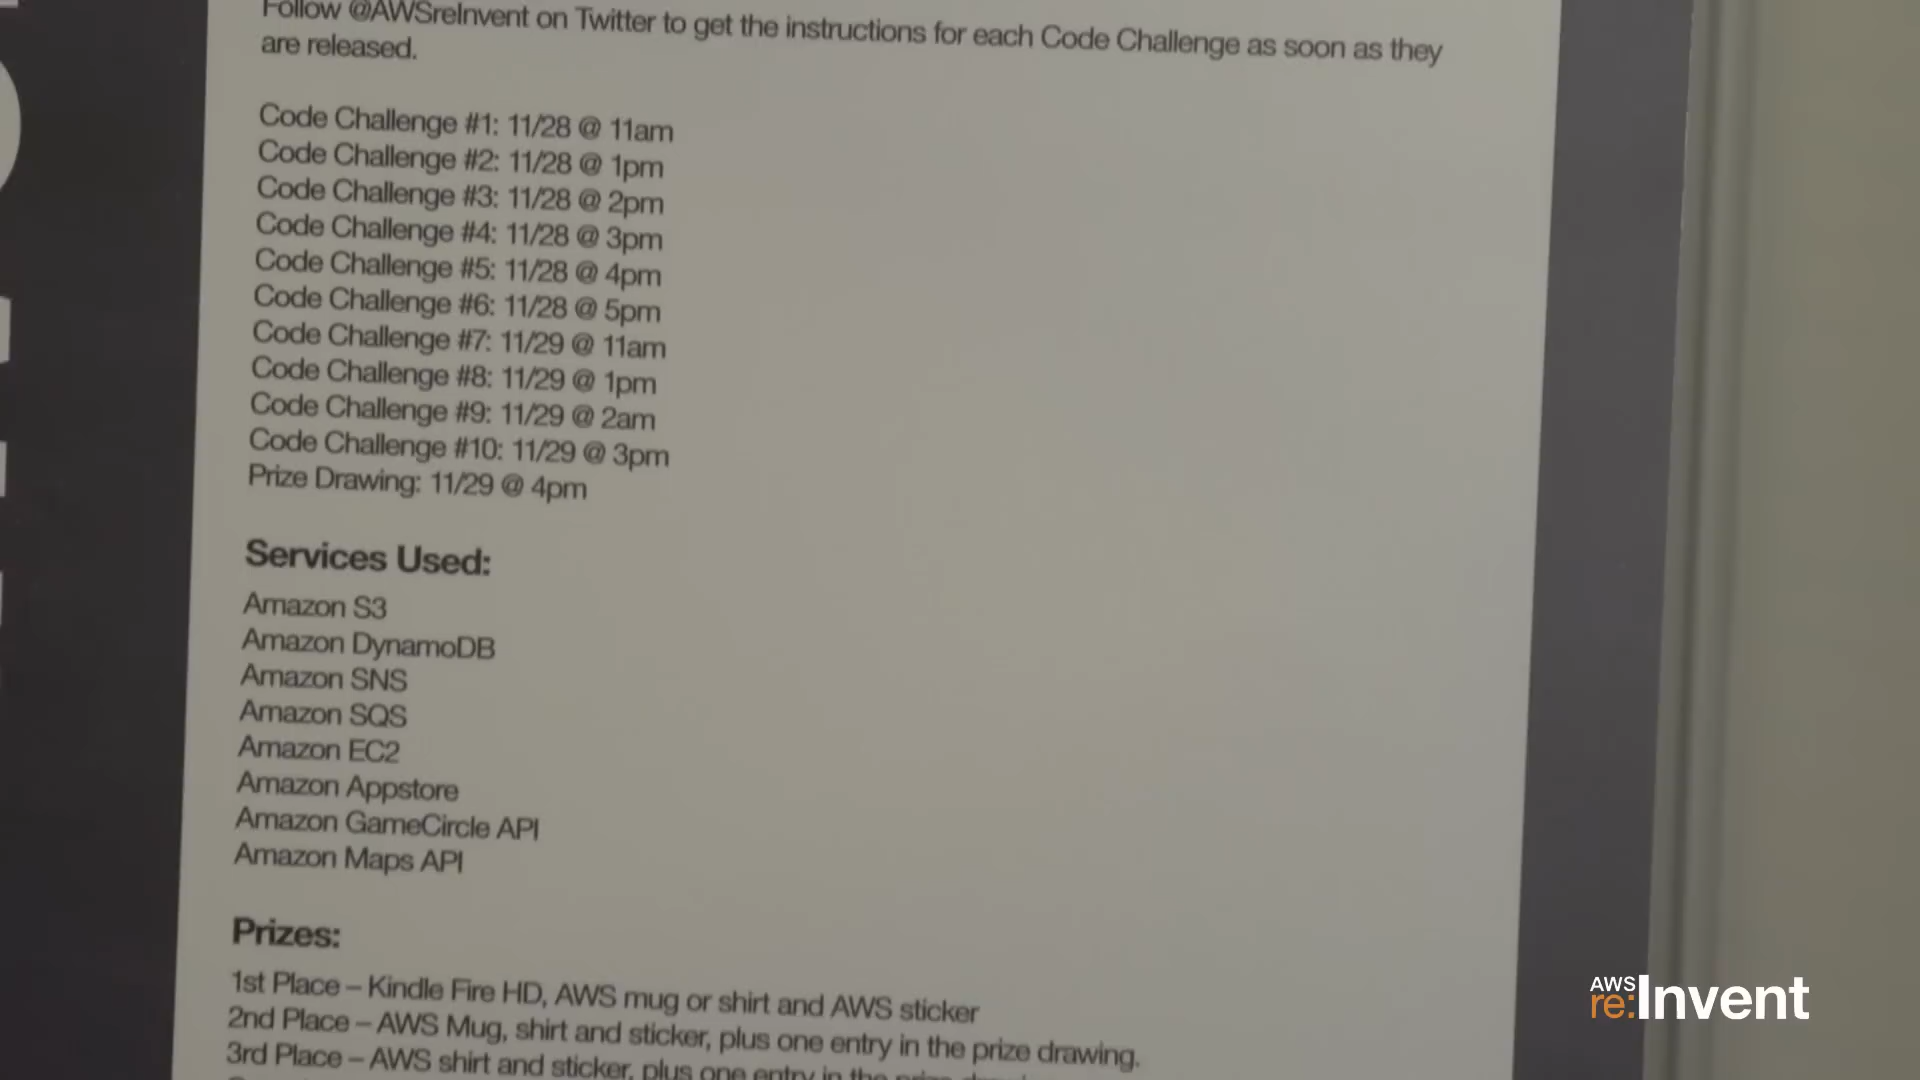 Follow @AWSreInvent on Twitter to get the instructions for each Code Challenge as soon as they
are released.
Code Challenge #1: 11/28 @ 11am
Code Challenge #2: 11/28 @ 1pm
Code Challenge #3: 11/28 @ 2pm
Code Challenge #4: 11/28 @ 3pm
Code Challenge #5: 11/28 @ 4pm
Code Challenge #6: 11/28 @ 5pm
Code Challenge #7: 11/29 @ 11am
Code Challenge #8: 11/29 @ 1pm
Code Challenge #9: 11/29 @ 2am
Code Challenge #10: 11/29 @ 3pm
Prize Drawing: 11/29 @ 4pm
Services Used:
Amazon S3
Amazon DynamoDB
Amazon SNS
Amazon SQS
Amazon EC2
Amazon Appstore
Amazon GameCircle API
Amazon Maps API
Prizes:
1st Place – Kindle Fire HD, AWS mug or shirt and AWS sticker
2nd Place – AWS Mug, shirt and sticker, plus one entry in the prize drawing.
3rd Place – AWS shirt and sticker, plus one entry in the prize
AWS
re:Invent